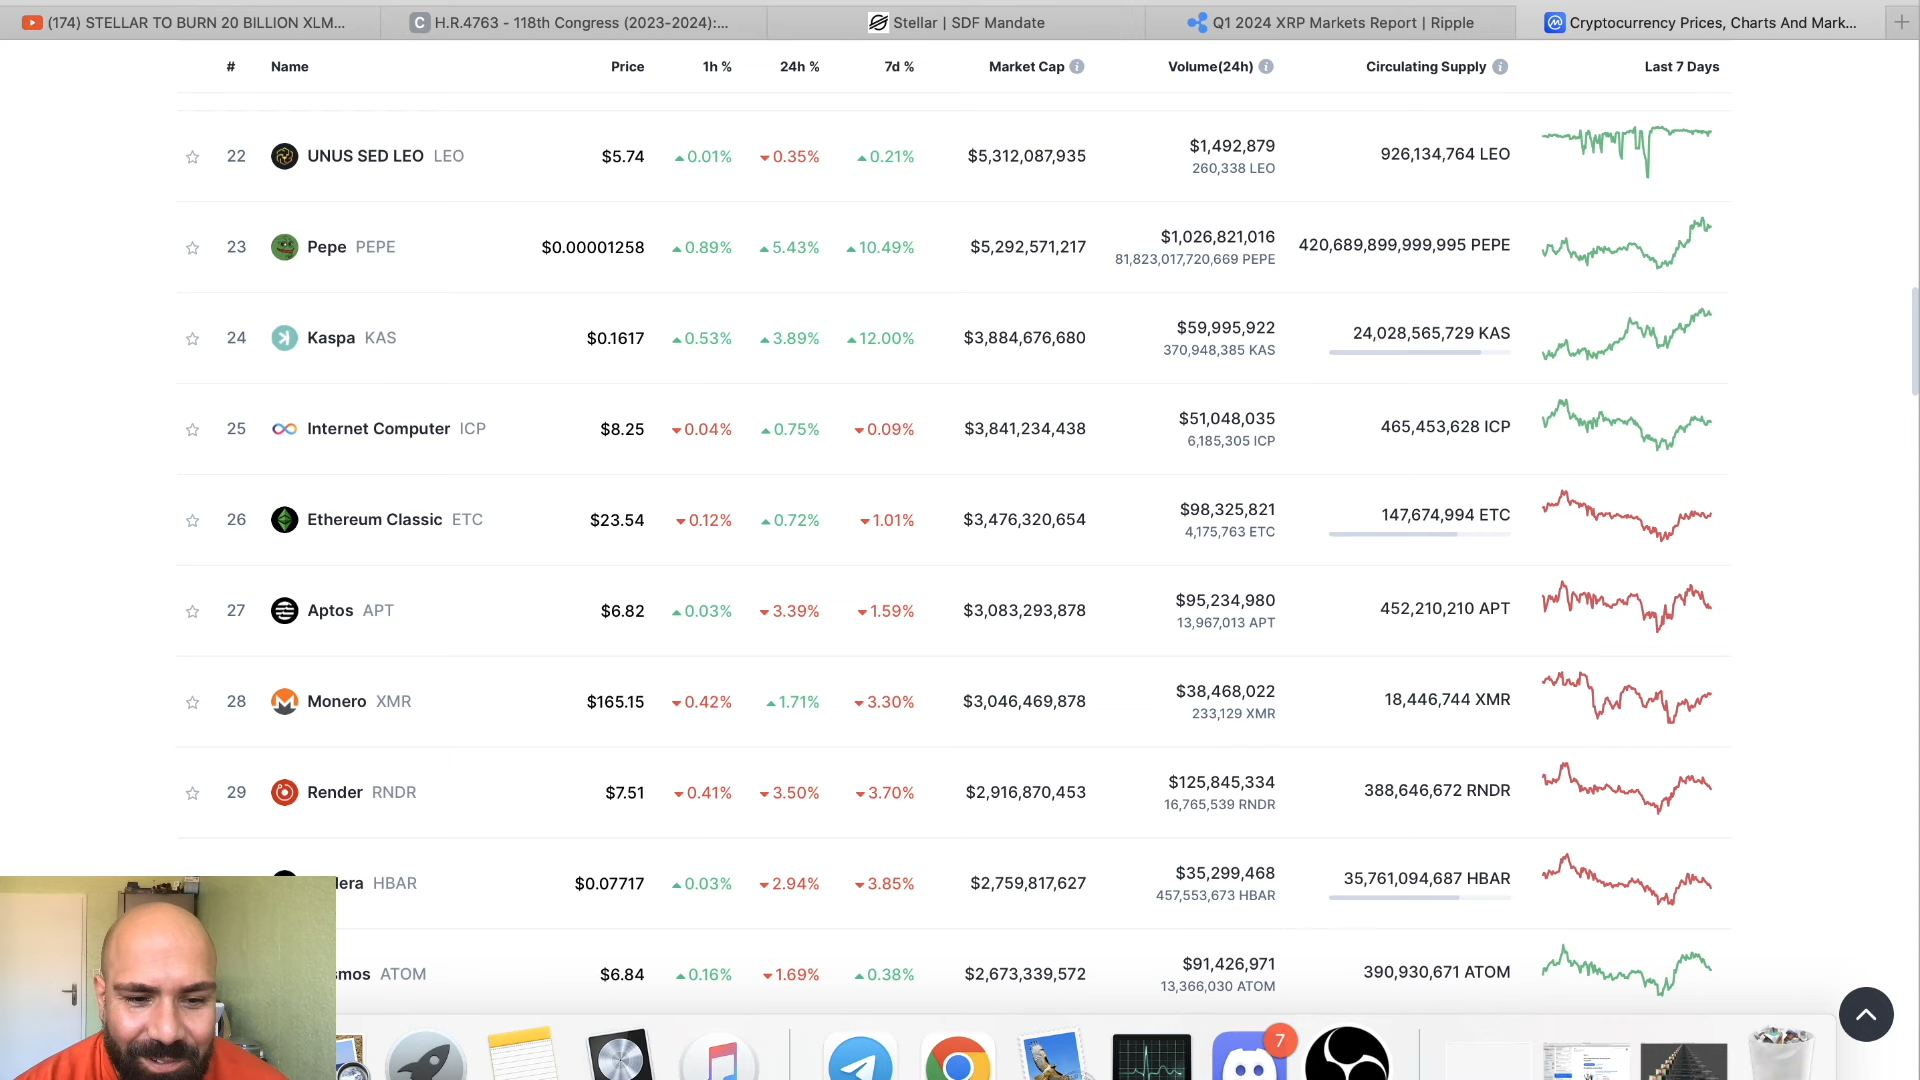 (174) STELLAR TO BURN 20 BILLION XLM...
C H.R.4763 - 118th Congress (2023-2024):...
Stellar | SDF Mandate
Q1 2024 XRP Markets Report | Ripple
Cryptocurrency Prices, Charts And Mark...
# Name Price 1h % 24h % 7d % Market Cap Volume(24h) Circulating Supply Last 7 Days
22 UNUS SED LEO LEO $5.74 0.01% 0.35% 0.21% $5,312,087,935 $1,492,879 926,134,764 LEO
260,338 LEO
23 Pepe PEPE $0.00001258 0.89% 5.43% 10.49% $5,292,571,217 $1,026,821,016 420,689,899,999,995 PEPE
81,823,017,720,669 PEPE
24 Kaspa KAS $0.1617 0.53% 3.89% 12.00% $3,884,676,680 $59,995,922 24,028,565,729 KAS
370,948,385 KAS
25 Internet Computer ICP $8.25 0.04% 0.75% 0.09% $3,841,234,438 $51,048,035 465,453,628 ICP
6,185,305 ICP
26 Ethereum Classic ETC $23.54 0.12% 0.72% 1.01% $3,476,320,654 $98,325,821 147,674,994 ETC
4,175,763 ETC
27 Aptos APT $6.82 0.03% 3.39% 1.59% $3,083,293,878 $95,234,980 452,210,210 APT
13,967,013 APT
28 Monero XMR $165.15 0.42% 1.71% 3.30% $3,046,469,878 $38,468,022 18,446,744 XMR
233,129 XMR
29 Render RNDR $7.51 0.41% 3.50% 3.70% $2,916,870,453 $125,845,334 388,646,672 RNDR
16,765,539 RNDR
dera HBAR $0.07717 0.03% 2.94% 3.85% $2,759,817,627 $35,299,468 35,761,094,687 HBAR
457,553,673 HBAR
smos ATOM $6.84 0.16% 1.69% 0.38% $2,673,339,572 $91,426,971 390,930,671 ATOM
13,366,030 ATOM
7